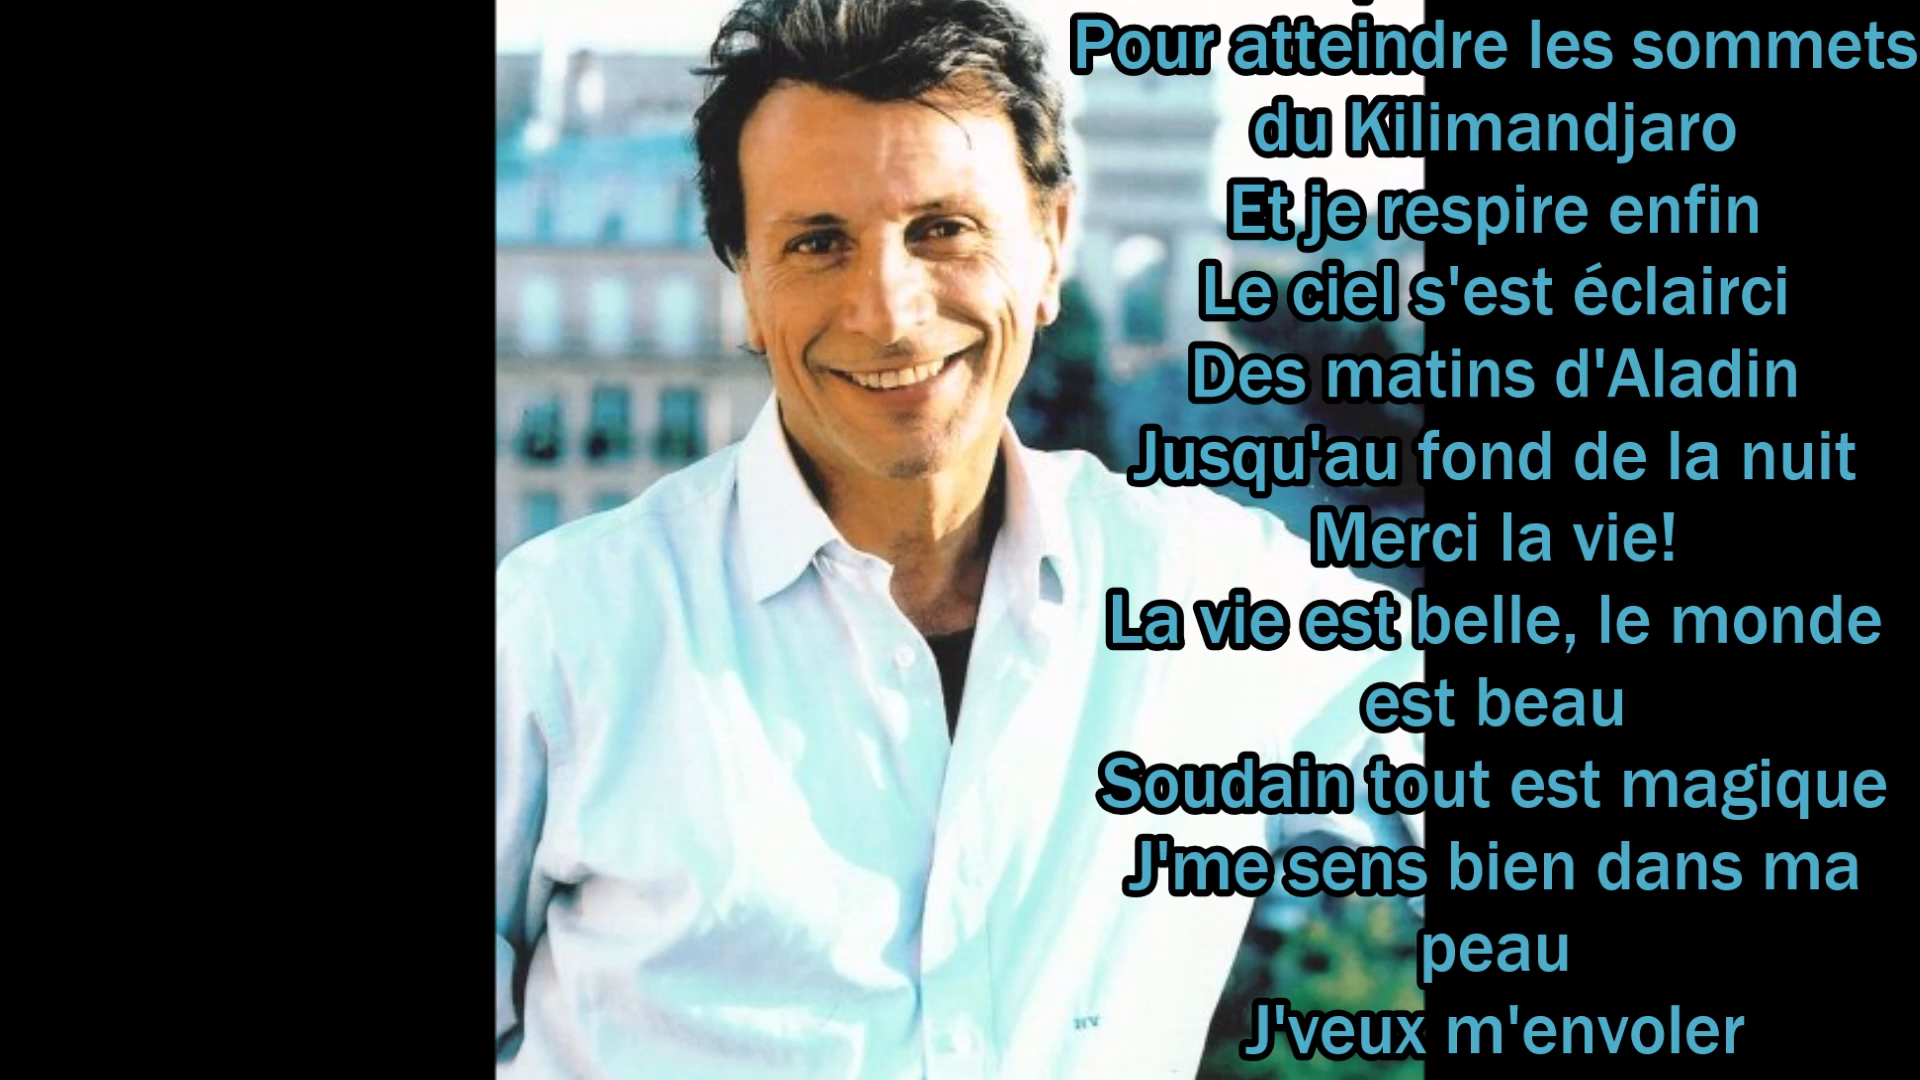 Pour atteindre les sommets
du Kilimandjaro
Et je respire enfin
Le ciel s'est éclairci
Des matins d'Aladin
Jusqu'au fond de la nuit
Merci la vie!
La vie est belle, le monde
est beau
Soudain tout est magique
J'me sens bien dans ma
peau
J'veux m'envoler